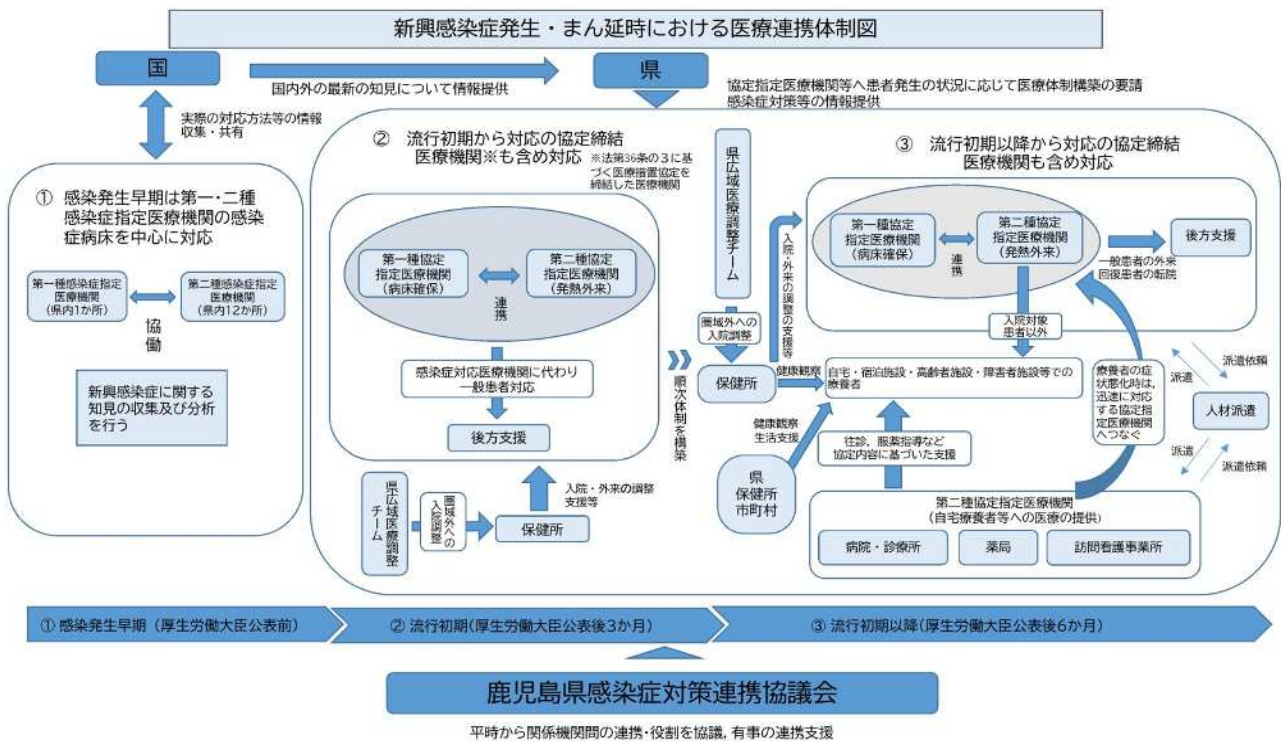 新興感染症発生・まん延時における医療連携体制図
国
国内外の最新の知見について情報提供
県
協定指定医療機関等へ患者発生の状況に応じて医療体制構築の要請
感染症対策等の情報提供
実際の対応方法等の情報
収集・共有
① 感染発生早期は第一・二種
感染症指定医療機関の感染
症病床を中心に対応
第一種感染症指定
医療機関
(県内1か所)
第二種感染症指定
医療機関
(県内12か所)
協働
新興感染症に関する
知見の収集及び分析
を行う
② 流行初期から対応の協定締結
医療機関※も含め対応
※法第36条の3に基
づく医療措置協定を
締結した医療機関
第一種協定
指定医療機関
(病床確保)
第二種協定
指定医療機関
(発熱外来)
連携
感染症対応医療機関に代わり
一般患者対応
後方支援
県広域医療調整
チーム
圏域外への
入院調整
保健所
入院・外来の調整
支援等
順次体制を構築
県広域医療調整チーム
圏域外への
入院調整
保健所
入院・外来の調整の支援等
③ 流行初期以降から対応の協定締結
医療機関も含め対応
第一種協定
指定医療機関
(病床確保)
第二種協定
指定医療機関
(発熱外来)
連携
後方支援
一般患者の外来
回復患者の転院
入院対象
患者以外
健康観察
自宅・宿泊施設・高齢者施設・障害者施設等での
療養者
健康観察
生活支援
県
保健所
市町村
往診、服薬指導など
協定内容に基づいた支援
療養者の症
状悪化時は,
迅速に対応
する協定指
定医療機関
へつなぐ
派遣依頼
派遣
人材派遣
派遣
派遣依頼
第二種協定指定医療機関
(自宅療養者等への医療の提供)
病院・診療所
薬局
訪問看護事業所
① 感染発生早期（厚生労働大臣公表前）
② 流行初期(厚生労働大臣公表後3か月)
③ 流行初期以降(厚生労働大臣公表後6か月)
鹿児島県感染症対策連携協議会
平時から関係機関間の連携・役割を協議, 有事の連携支援